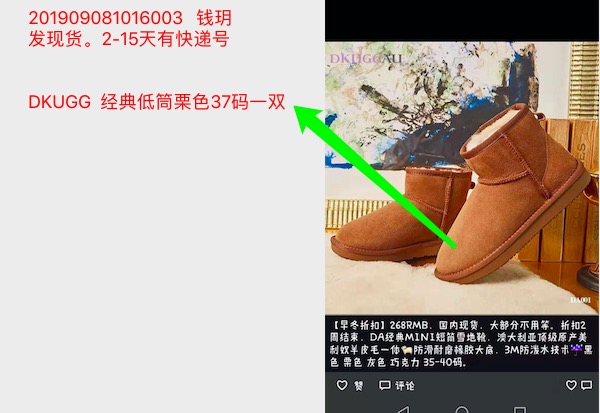 201909081016003 钱玥
发现货。2-15天有快递号
DKUGG 经典低筒栗色37码一双
DKUGGAU
DA001
【早冬折扣】268RMB．国内现货．大部分不用等。折扣2
周结束．DA经典MINI短筒雪地靴．澳大利亚顶级原产美
利奴羊皮毛一体🐑防滑耐磨橡胶大底．3M防泼水技术☔黑
色 栗色 灰色 巧克力 35-40码。
赞 评论